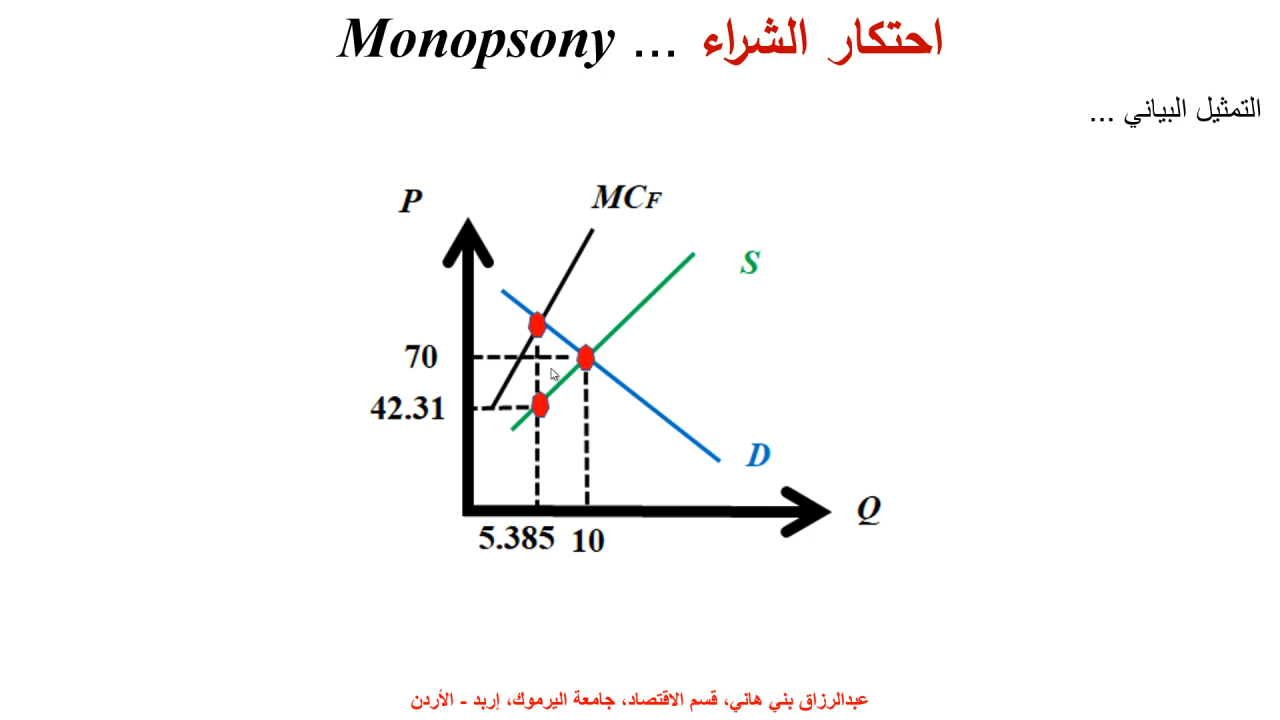 احتكار الشراء ... Monopsony
التمثيل البياني ...
P
MCF
S
70
42.31
D
Q
5.385 10
عبدالرزاق بني هاني، قسم الاقتصاد، جامعة اليرموك، إربد - الأردن